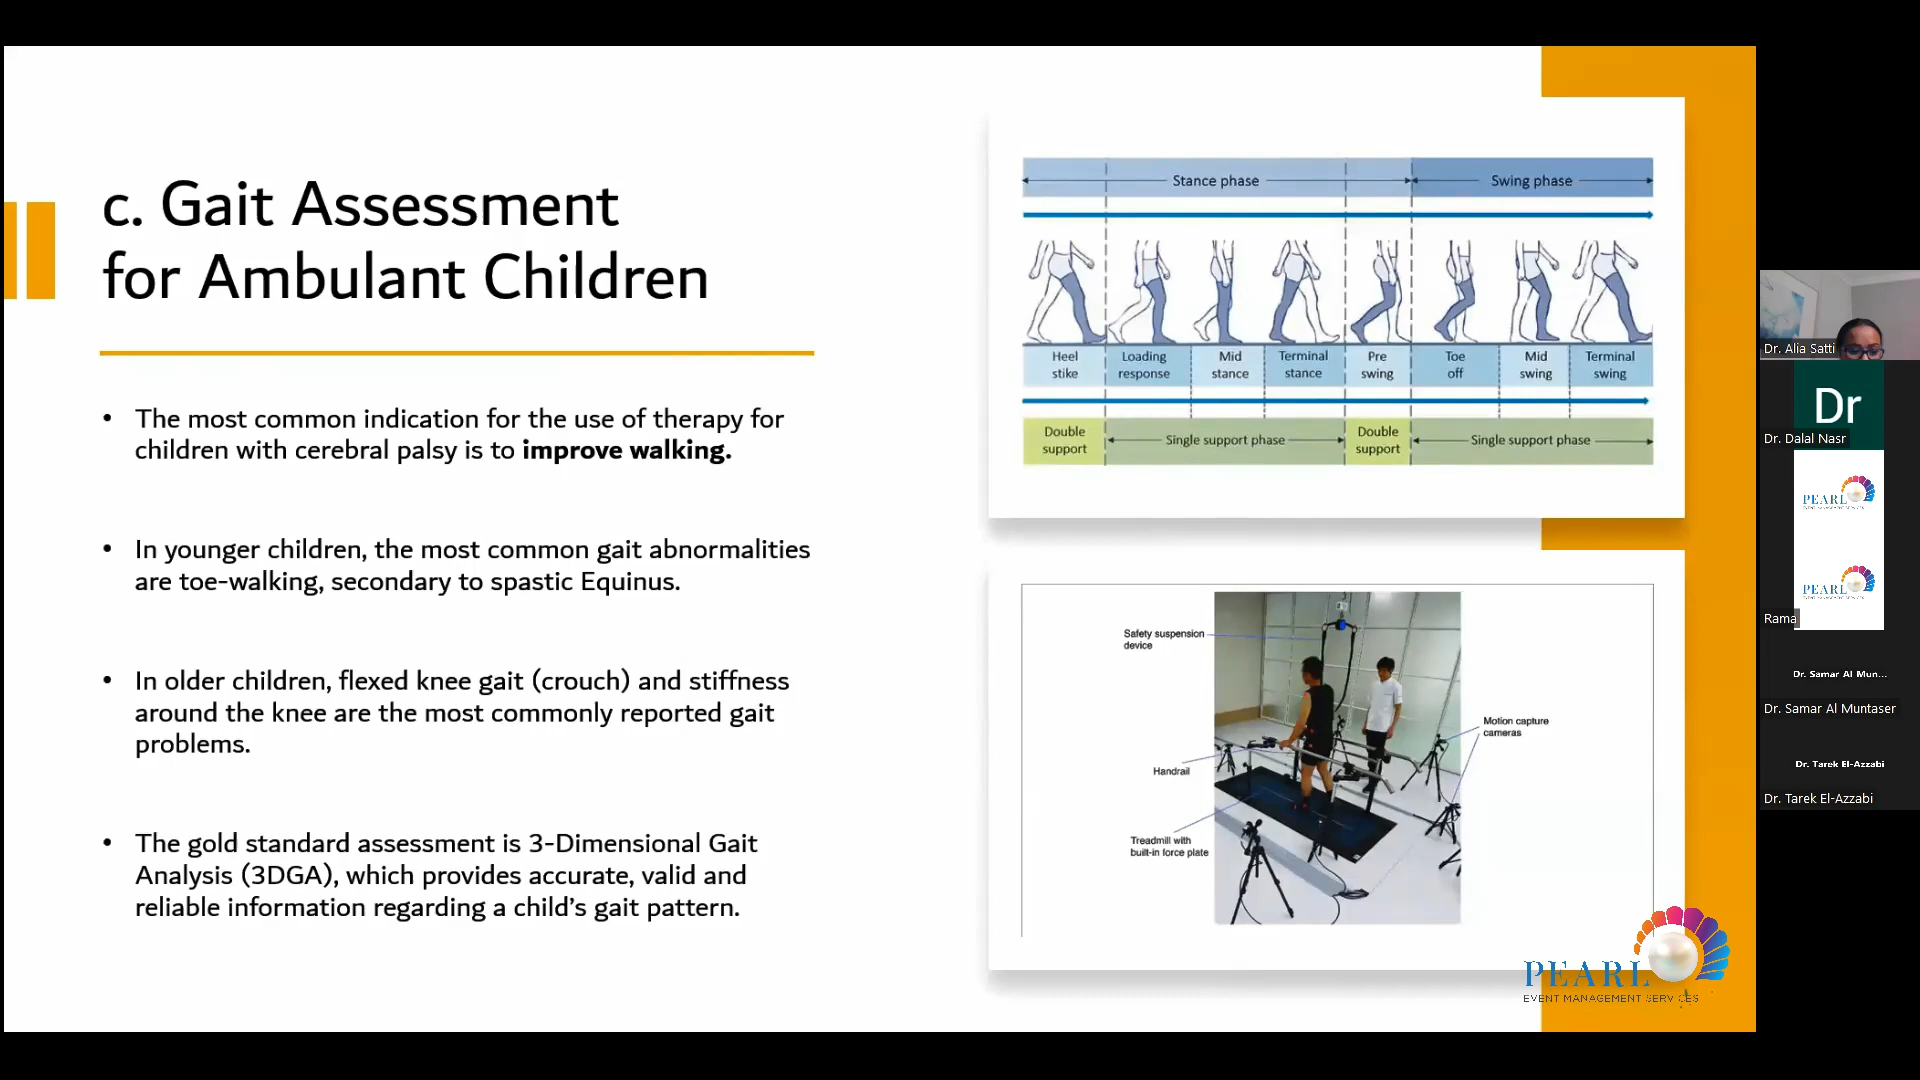 c. Gait Assessment
for Ambulant Children
• The most common indication for the use of therapy for
children with cerebral palsy is to improve walking.
• In younger children, the most common gait abnormalities
are toe-walking, secondary to spastic Equinus.
• In older children, flexed knee gait (crouch) and stiffness
around the knee are the most commonly reported gait
problems.
• The gold standard assessment is 3-Dimensional Gait
Analysis (3DGA), which provides accurate, valid and
reliable information regarding a child's gait pattern.
Stance phase
Swing phase
Heel
stike
Loading
response
Mid
stance
Terminal
stance
Pre
swing
Toe
off
Mid
swing
Terminal
swing
Double
support
Single support phase
Double
support
Single support phase
Safety suspension
device
Motion capture
cameras
Handrail
Treadmill with
built-in force plate
PEARL
EVENT MANAGEMENT SERVICES
Dr. Alia Satti
Dr
Dr. Dalal Nasr
PEARL
EVENT MANAGEMENT SERVICES
PEARL
EVENT MANAGEMENT SERVICES
Rama
Dr. Samar Al Mun...
Dr. Samar Al Muntaser
Dr. Tarek El-Azzabi
Dr. Tarek El-Azzabi